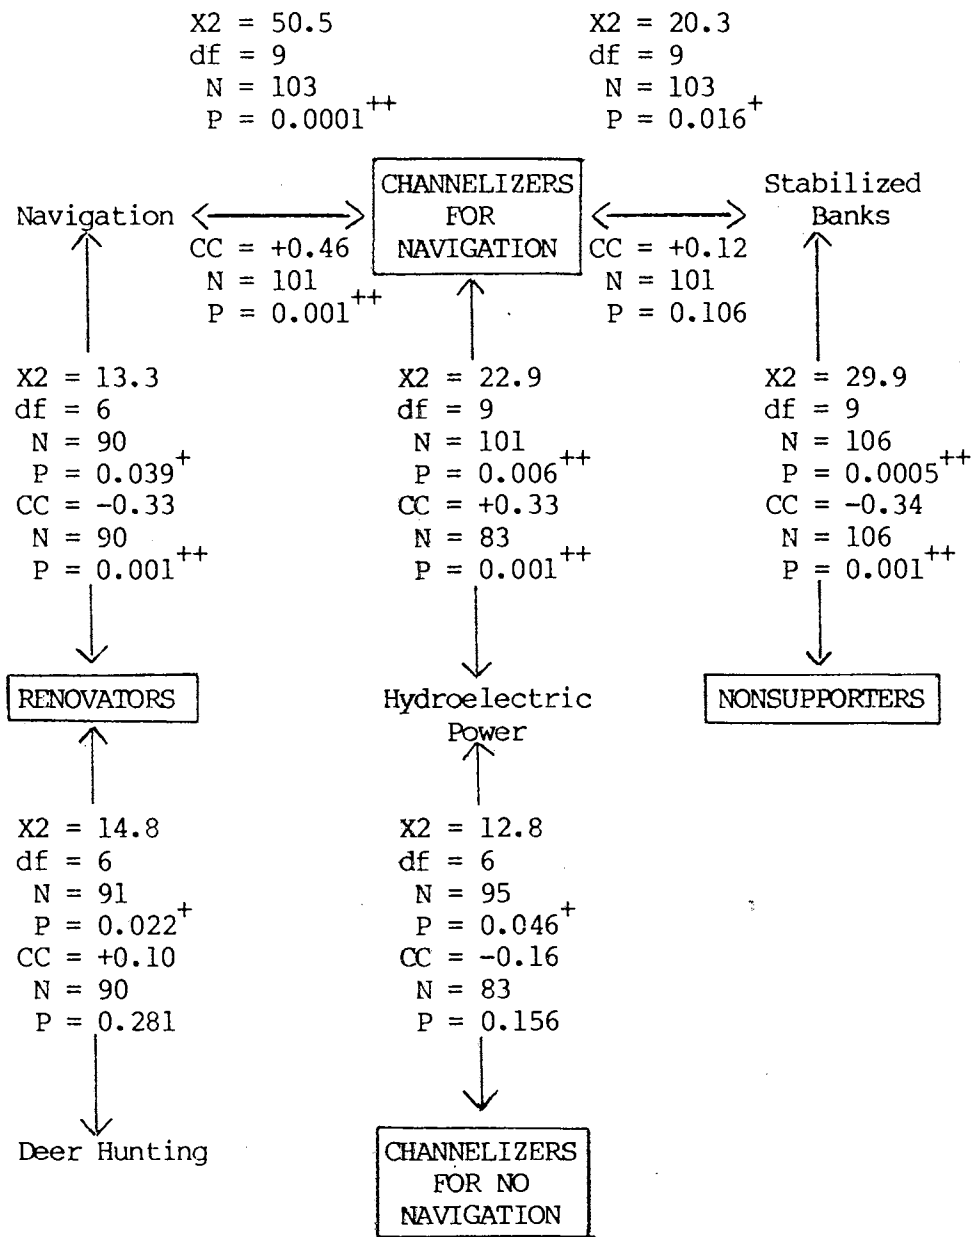 X2 = 50.5
df = 9
N = 103
P = 0.0001++
X2 = 20.3
df = 9
N = 103
P = 0.016+
Navigation
CHANNELIZERS
FOR
NAVIGATION
Stabilized
Banks
CC = +0.46
N = 101
P = 0.001++
CC = +0.12
N = 101
P = 0.106
X2 = 13.3
df = 6
N = 90
P = 0.039+
CC = -0.33
N = 90
P = 0.001++
X2 = 22.9
df = 9
N = 101
P = 0.006++
CC = +0.33
N = 83
P = 0.001++
X2 = 29.9
df = 9
N = 106
P = 0.0005++
CC = -0.34
N = 106
P = 0.001++
RENOVATORS
Hydroelectric
Power
NONSUPPORTERS
X2 = 14.8
df = 6
N = 91
P = 0.022+
CC = +0.10
N = 90
P = 0.281
X2 = 12.8
df = 6
N = 95
P = 0.046+
CC = -0.16
N = 83
P = 0.156
Deer Hunting
CHANNELIZERS
FOR NO
NAVIGATION